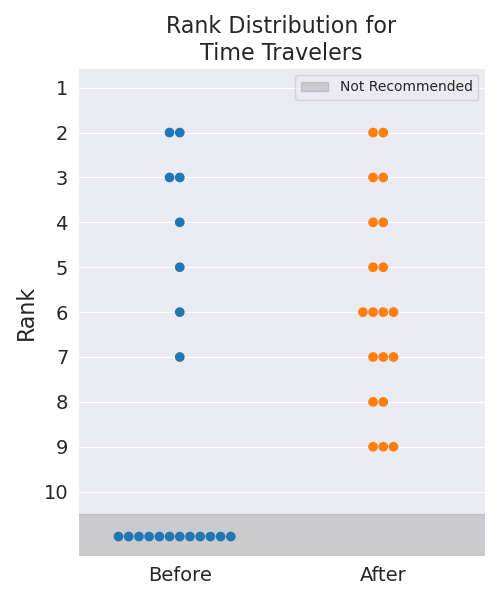 Rank Distribution for
Time Travelers
Not Recommended
Rank
1
2
3
4
5
6
7
8
9
10
Before
After